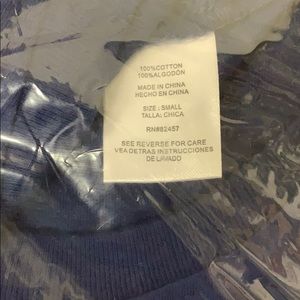 100%COTTON
100%ALGODÓN
MADE IN CHINA
HECHO EN CHINA
SIZE : SMALL
TALLA: CHICA
RN#82457
SEE REVERSE FOR CARE
VEA DETRAS INSTRUCCIONES
DE LAVADO